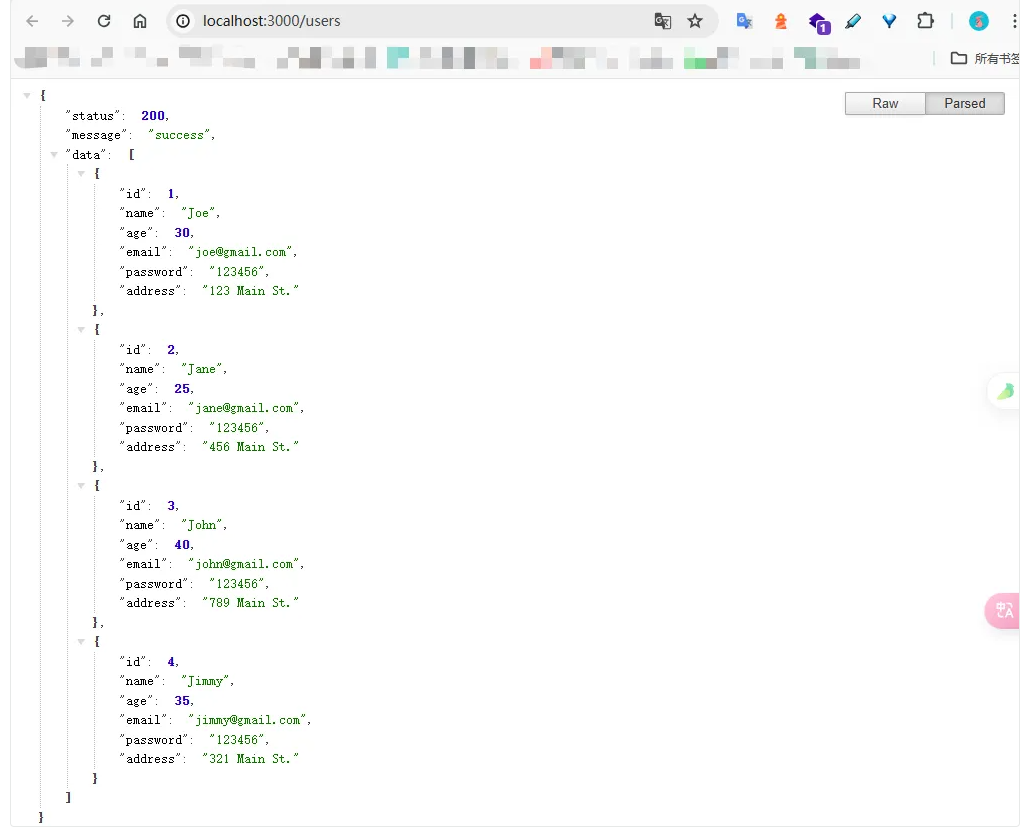 localhost:3000/users
1
所有书签
Raw Parsed
{
"status": 200,
"message": "success",
"data": [
{
"id": 1,
"name": "Joe",
"age": 30,
"email": "joe@gmail.com",
"password": "123456",
"address": "123 Main St."
},
{
"id": 2,
"name": "Jane",
"age": 25,
"email": "jane@gmail.com",
"password": "123456",
"address": "456 Main St."
},
{
"id": 3,
"name": "John",
"age": 40,
"email": "john@gmail.com",
"password": "123456",
"address": "789 Main St."
},
{
"id": 4,
"name": "Jimmy",
"age": 35,
"email": "jimmy@gmail.com",
"password": "123456",
"address": "321 Main St."
}
]
}